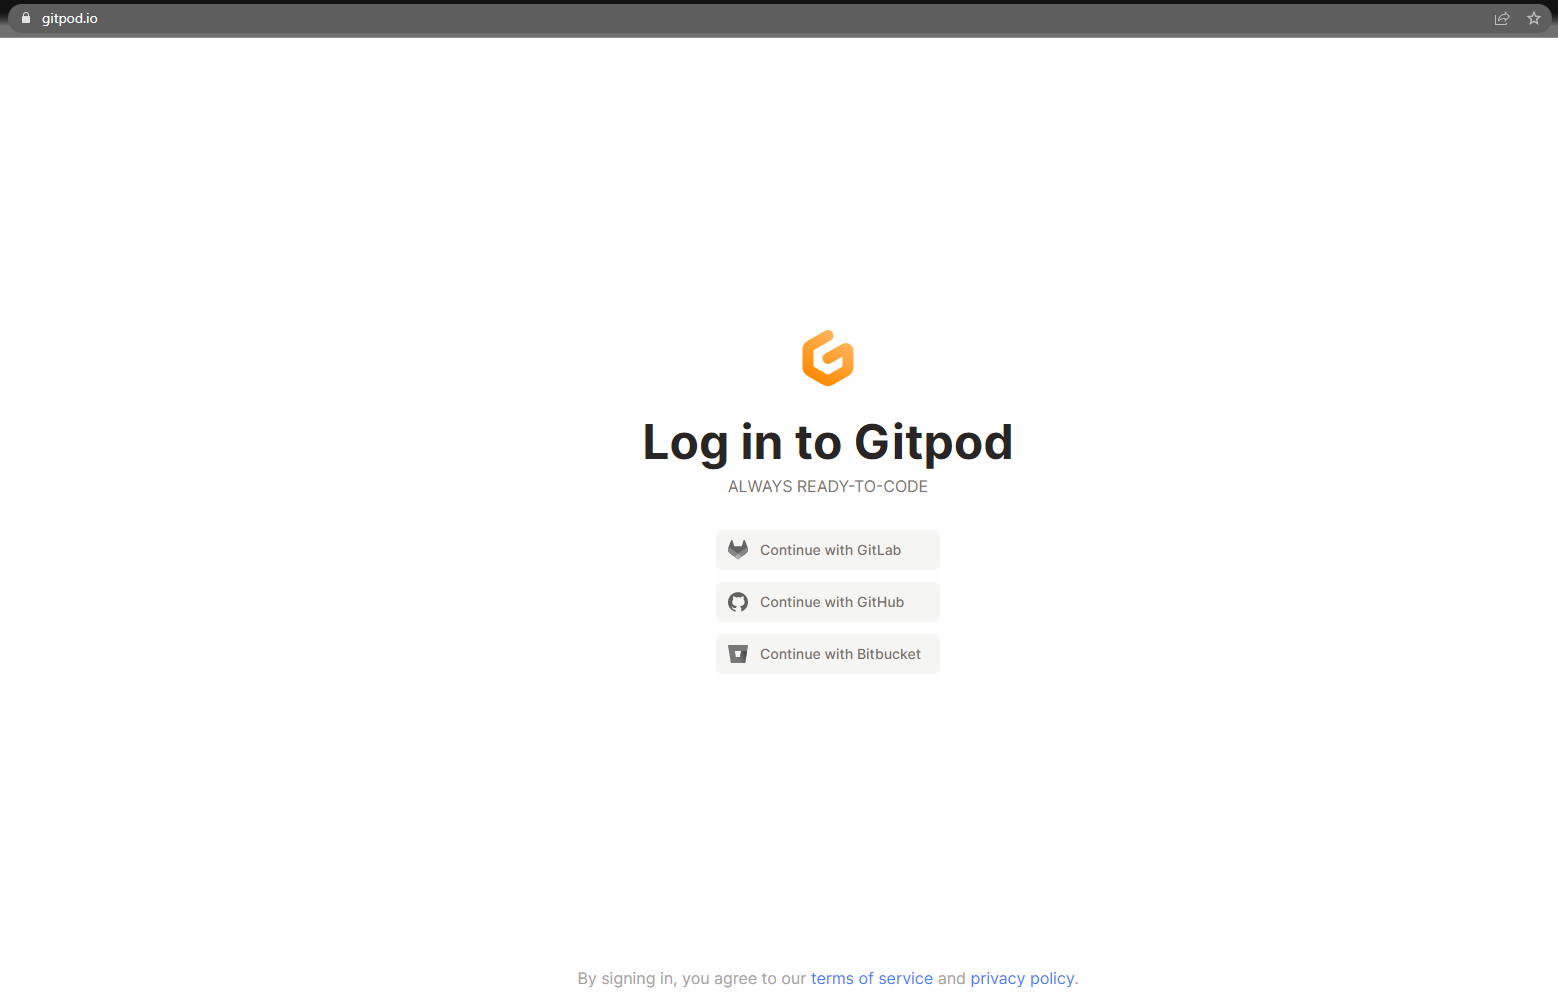 gitpod.io
Log in to Gitpod
ALWAYS READY-TO-CODE
Continue with GitLab
Continue with GitHub
Continue with Bitbucket
By signing in, you agree to our terms of service and privacy policy.